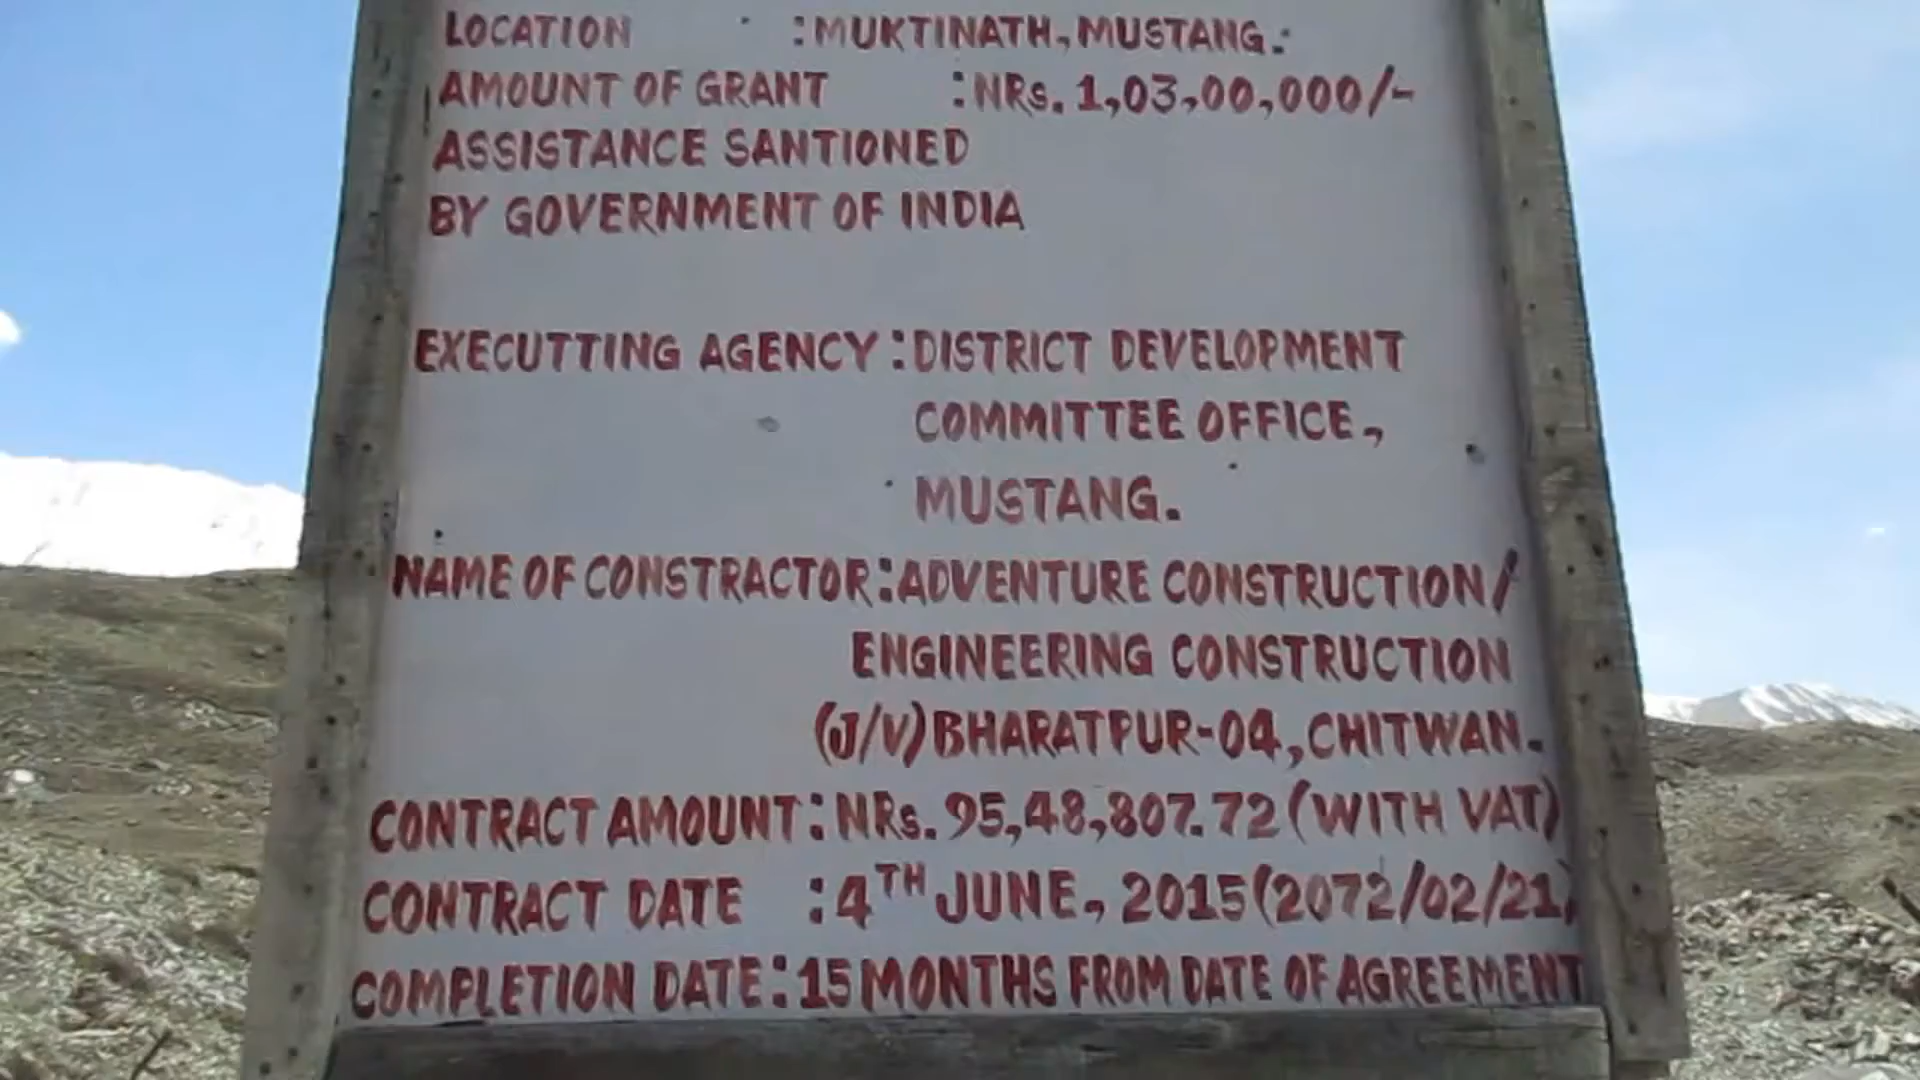 LOCATION : MUKTINATH, MUSTANG.
AMOUNT OF GRANT : NRs. 1,03,00,000/-
ASSISTANCE SANTIONED
BY GOVERNMENT OF INDIA
EXECUTTING AGENCY : DISTRICT DEVELOPMENT
COMMITTEE OFFICE,
MUSTANG.
NAME OF CONSTRACTOR : ADVENTURE CONSTRUCTION /
ENGINEERING CONSTRUCTION
(J/V) BHARATPUR-04, CHITWAN.
CONTRACT AMOUNT : NRs. 95,48,807.72 (WITH VAT)
CONTRACT DATE : 4TH JUNE, 2015 (2072/02/21)
COMPLETION DATE : 15 MONTHS FROM DATE OF AGREEMENT